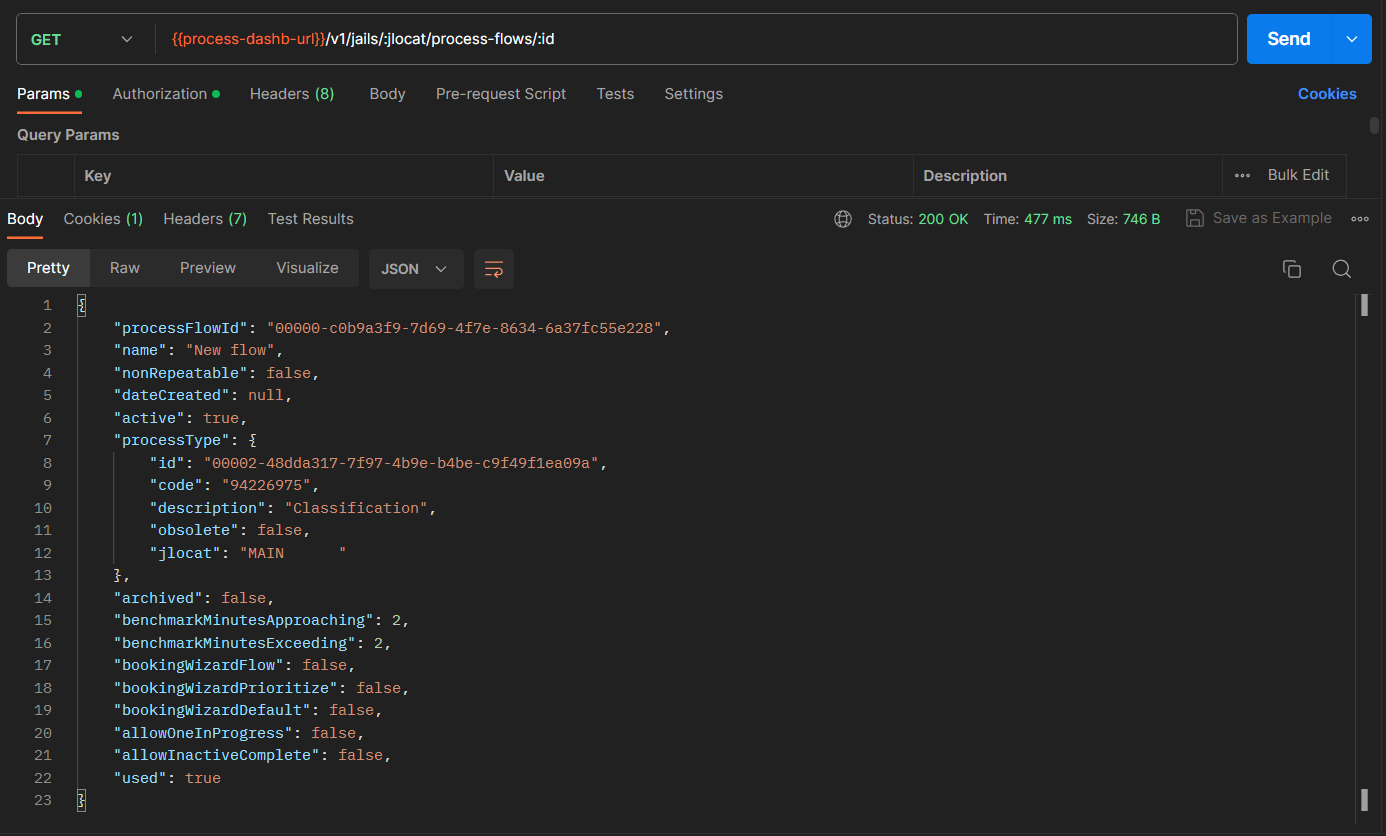 GET {{process-dashb-url}}/v1/jails/:jlocat/process-flows/:id Send
Params Authorization Headers (8) Body Pre-request Script Tests Settings Cookies
Query Params
Key Value Description Bulk Edit
Body Cookies (1) Headers (7) Test Results Status: 200 OK Time: 477 ms Size: 746 B Save as Example
Pretty Raw Preview Visualize JSON
1 {
2 "processFlowId": "00000-c0b9a3f9-7d69-4f7e-8634-6a37fc55e228",
3 "name": "New flow",
4 "nonRepeatable": false,
5 "dateCreated": null,
6 "active": true,
7 "processType": {
8 "id": "00002-48dda317-7f97-4b9e-b4be-c9f49f1ea09a",
9 "code": "94226975",
10 "description": "Classification",
11 "obsolete": false,
12 "jlocat": "MAIN      "
13 },
14 "archived": false,
15 "benchmarkMinutesApproaching": 2,
16 "benchmarkMinutesExceeding": 2,
17 "bookingWizardFlow": false,
18 "bookingWizardPrioritize": false,
19 "bookingWizardDefault": false,
20 "allowOneInProgress": false,
21 "allowInactiveComplete": false,
22 "used": true
23 }